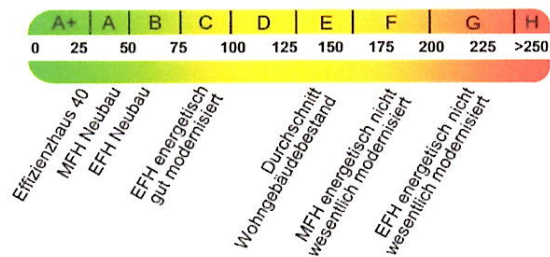 A+ A B C D E F G H
0 25 50 75 100 125 150 175 200 225 >250
Effizienzhaus 40
MFH Neubau
EFH Neubau
EFH energetisch
gut modernisiert
Durchschnitt
Wohngebäudebestand
MFH energetisch nicht
wesentlich modernisiert
EFH energetisch nicht
wesentlich modernisiert